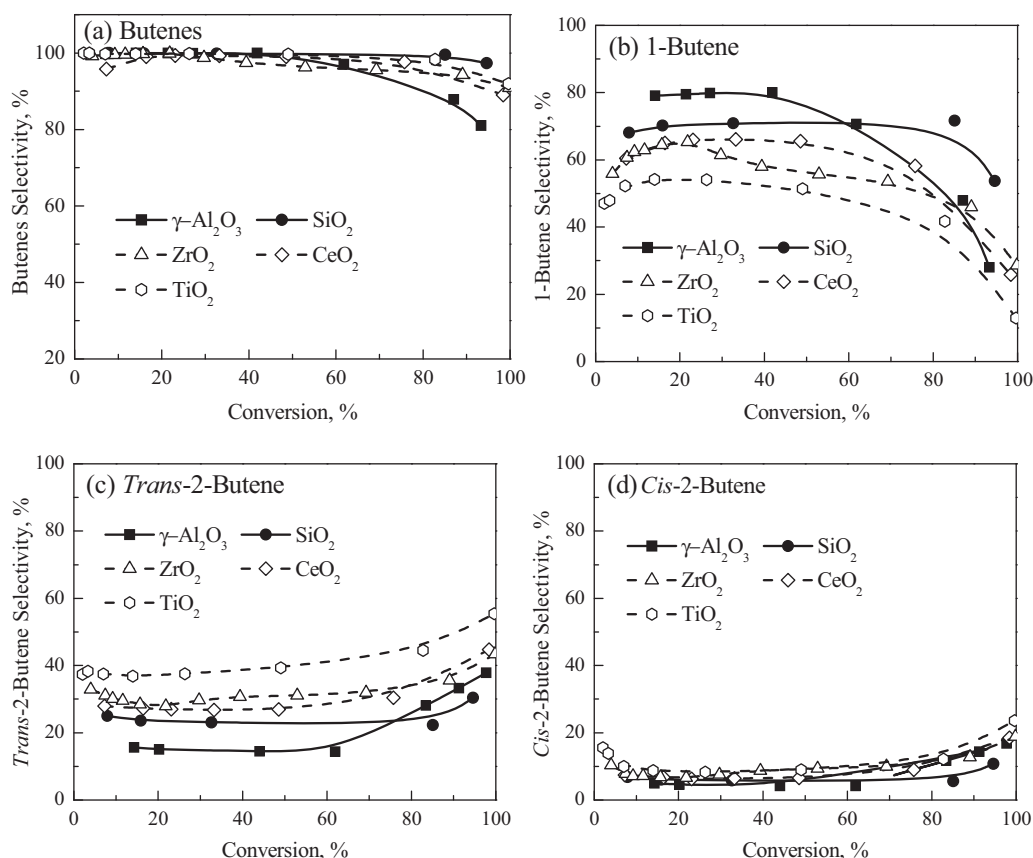 (a) Butenes
Butenes Selectivity, %
100
80
60
40
20
γ–Al₂O₃
SiO₂
ZrO₂
CeO₂
TiO₂
0 20 40 60 80 100
Conversion, %
(b) 1-Butene
1-Butene Selectivity, %
100
80
60
40
20
0
γ–Al₂O₃
SiO₂
ZrO₂
CeO₂
TiO₂
0 20 40 60 80 100
Conversion, %
(c) Trans-2-Butene
Trans-2-Butene Selectivity, %
100
80
60
40
20
0
γ–Al₂O₃
SiO₂
ZrO₂
CeO₂
TiO₂
0 20 40 60 80 100
Conversion, %
(d) Cis-2-Butene
Cis-2-Butene Selectivity, %
100
80
60
40
20
0
γ–Al₂O₃
SiO₂
ZrO₂
CeO₂
TiO₂
0 20 40 60 80 100
Conversion, %